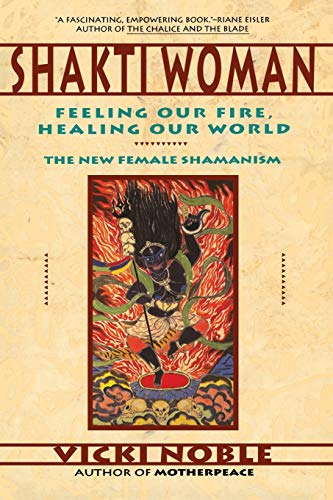 "A FASCINATING, EMPOWERING BOOK."–RIANE EISLER
AUTHOR OF THE CHALICE AND THE BLADE
SHAKTI WOMAN
FEELING OUR FIRE,
HEALING OUR WORLD
THE NEW FEMALE SHAMANISM
VICKI NOBLE
AUTHOR OF MOTHERPEACE